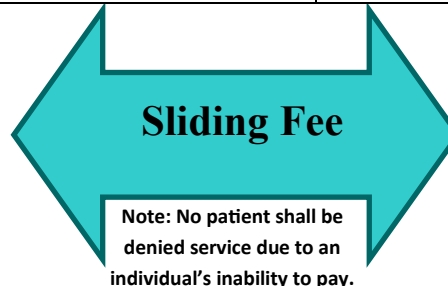 Sliding Fee
Note: No patient shall be
denied service due to an
individual’s inability to pay.